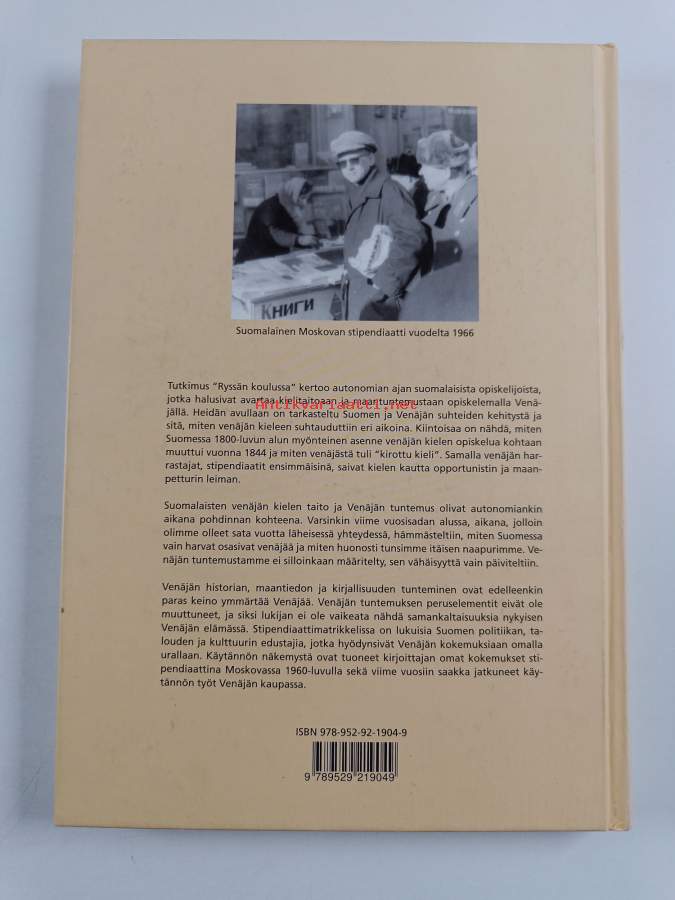 Книги
Suomalainen Moskovan stipendiaatti vuodelta 1966
Tutkimus "Ryssän koulussa" kertoo autonomian ajan suomalaisista opiskelijoista,
jotka halusivat avartaa kielitaitoaan ja maantuntemustaan opiskelemalla Venä-
Antikvariaatti.net
jällä. Heidän avullaan on tarkasteltu Suomen ja Venäjän suhteiden kehitystä ja
sitä, miten venäjän kieleen suhtauduttiin eri aikoina. Kiintoisaa on nähdä, miten
Suomessa 1800-luvun alun myönteinen asenne venäjän kielen opiskelua kohtaan
muuttui vuonna 1844 ja miten venäjästä tuli "kirottu kieli". Samalla venäjän har-
rastajat, stipendiaatit ensimmäisinä, saivat kielen kautta opportunistin ja maan-
petturin leiman.
Suomalaisten venäjän kielen taito ja Venäjän tuntemus olivat autonomiankin
aikana pohdinnan kohteena. Varsinkin viime vuosisadan alussa, aikana, jolloin
olimme olleet sata vuotta läheisessä yhteydessä, hämmästeltiin, miten Suomessa
vain harvat osasivat venäjää ja miten huonosti tunsimme itäisen naapurimme. Ve-
näjän tuntemustamme ei silloinkaan määritelty, sen vähäisyyttä vain päiviteltiin.
Venäjän historian, maantiedon ja kirjallisuuden tunteminen ovat edelleenkin
paras keino ymmärtää Venäjää. Venäjän tuntemuksen peruselementit eivät ole
muuttuneet, ja siksi lukijan ei ole vaikeata nähdä samankaltaisuuksia nykyisen
Venäjän elämässä. Stipendiaattimatrikkelissa on lukuisia Suomen politiikan, ta-
louden ja kulttuurin edustajia, jotka hyödynsivät Venäjän kokemuksiaan omalla
urallaan. Käytännön näkemystä ovat tuoneet kirjoittajan omat kokemukset sti-
pendiaattina Moskovassa 1960-luvulla sekä viime vuosiin saakka jatkuneet käy-
tännön työt Venäjän kaupassa.
ISBN 978-952-92-1904-9
9 789529 219049